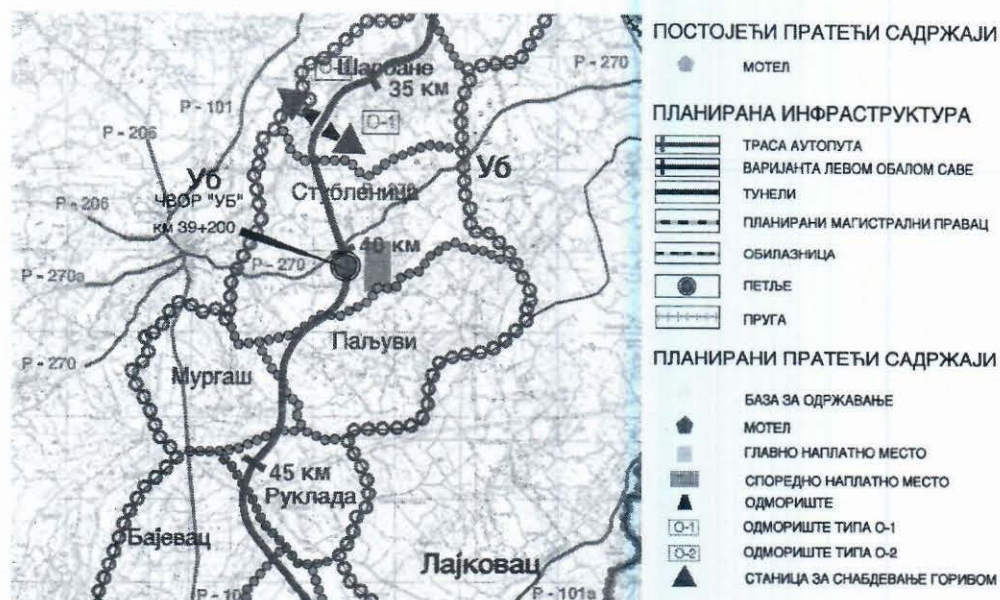 Шарбане
35 км
P - 270
P - 101
O-1
P - 206
Уб
Уб
ЧВОР "УБ"
км 39+200
Стубленица
P - 206
40 км
P - 270
P - 270а
Паљуви
P - 270
Мургаш
45 км
Руклада
Бајевац
Лајковац
P - 101а
ПОСТОЈЕЋИ ПРАТЕЋИ САДРЖАЈИ
МОТЕЛ
ПЛАНИРАНА ИНФРАСТРУКТУРА
ТРАСА АУТОПУТА
ВАРИЈАНТА ЛЕВОМ ОБАЛОМ САВЕ
ТУНЕЛИ
ПЛАНИРАНИ МАГИСТРАЛНИ ПРАВАЦ
ОБИЛАЗНИЦА
ПЕТЉЕ
ПРУГА
ПЛАНИРАНИ ПРАТЕЋИ САДРЖАЈИ
БАЗА ЗА ОДРЖАВАЊЕ
МОТЕЛ
ГЛАВНО НАПЛАТНО МЕСТО
СПОРЕДНО НАПЛАТНО МЕСТО
ОДМОРИШТЕ
O-1 ОДМОРИШТЕ ТИПА О-1
O-2 ОДМОРИШТЕ ТИПА О-2
СТАНИЦА ЗА СНАБДЕВАЊЕ ГОРИВОМ